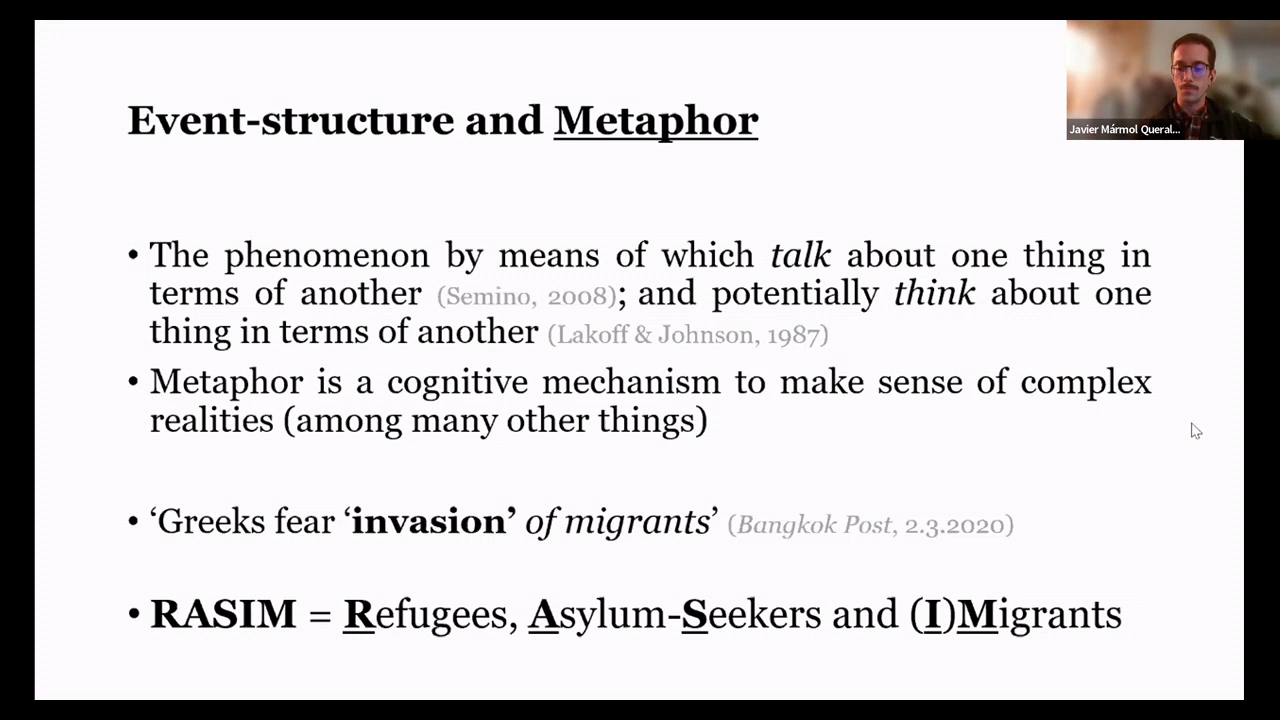 Event-structure and Metaphor
Javier Mármol Queral...
• The phenomenon by means of which talk about one thing in
terms of another (Semino, 2008); and potentially think about one
thing in terms of another (Lakoff & Johnson, 1987)
• Metaphor is a cognitive mechanism to make sense of complex
realities (among many other things)
• ‘Greeks fear ‘invasion’ of migrants’ (Bangkok Post, 2.3.2020)
• RASIM = Refugees, Asylum-Seekers and (I)Migrants